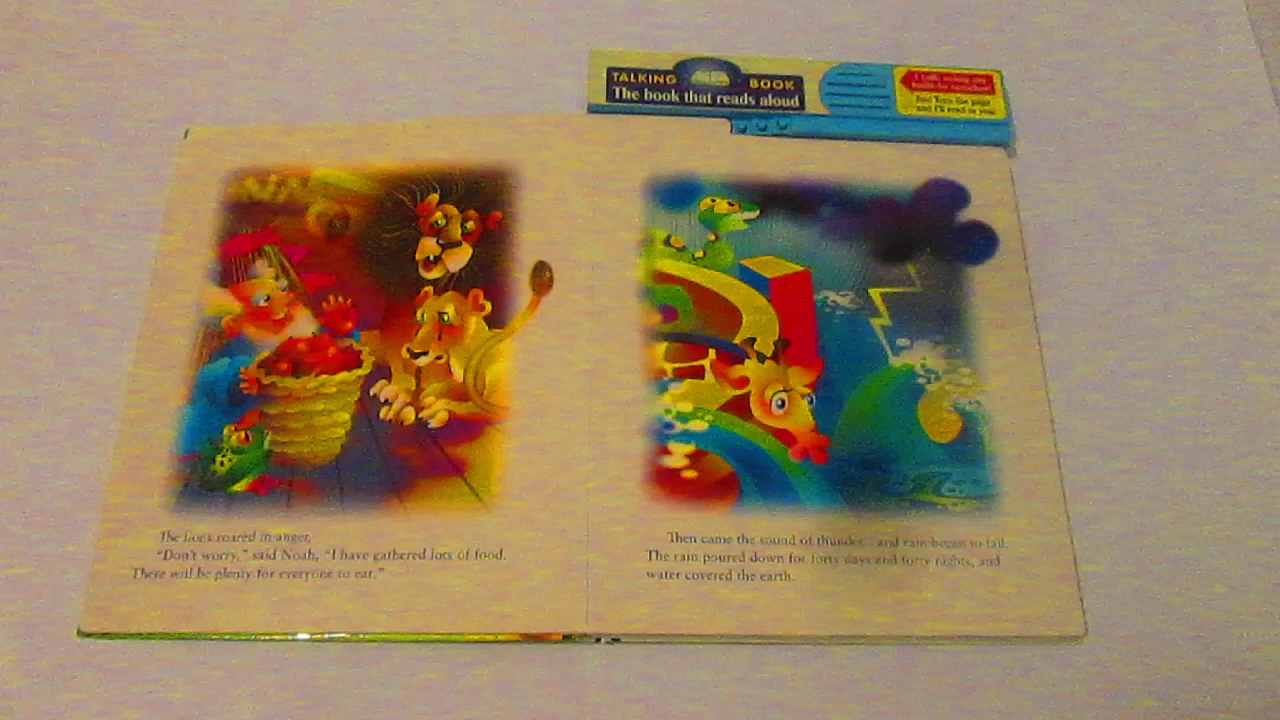 TALKING BOOK
The book that reads aloud
The lions roared in anger.
"Don't worry," said Noah, "I have gathered lots of food.
There will be plenty for everyone to eat."
Then came the sound of thunder... and rain began to fall.
The rain poured down for forty days and forty nights, and
water covered the earth.